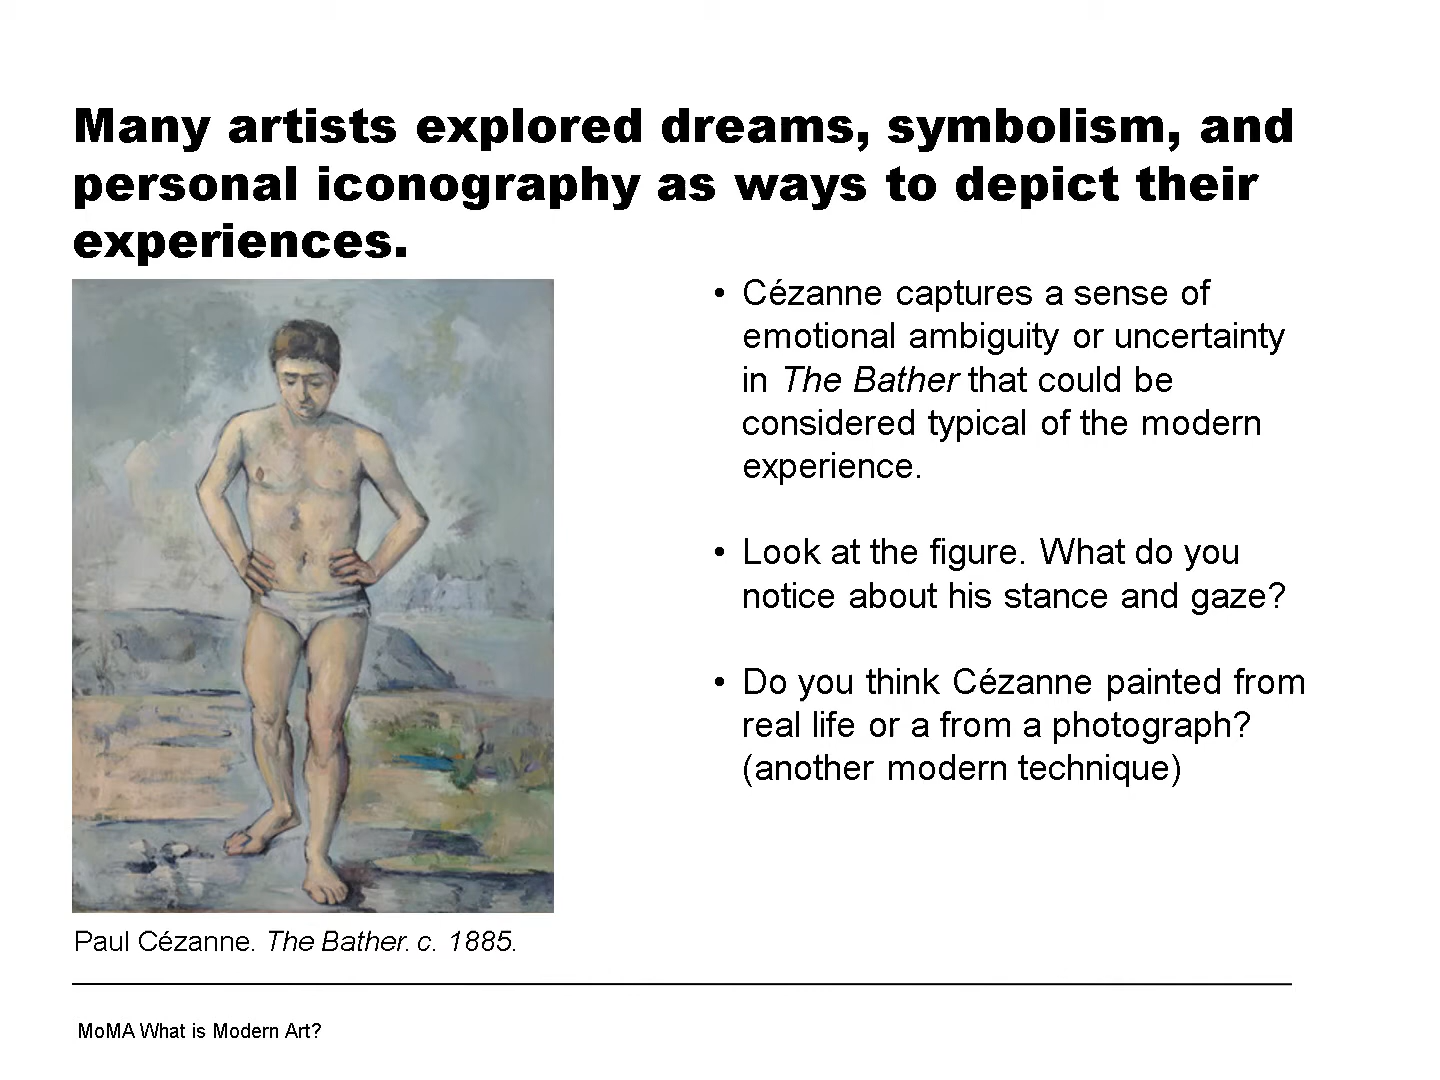 Many artists explored dreams, symbolism, and
personal iconography as ways to depict their
experiences.
• Cézanne captures a sense of
emotional ambiguity or uncertainty
in The Bather that could be
considered typical of the modern
experience.
• Look at the figure. What do you
notice about his stance and gaze?
• Do you think Cézanne painted from
real life or a from a photograph?
(another modern technique)
Paul Cézanne. The Bather. c. 1885.
MoMA What is Modern Art?